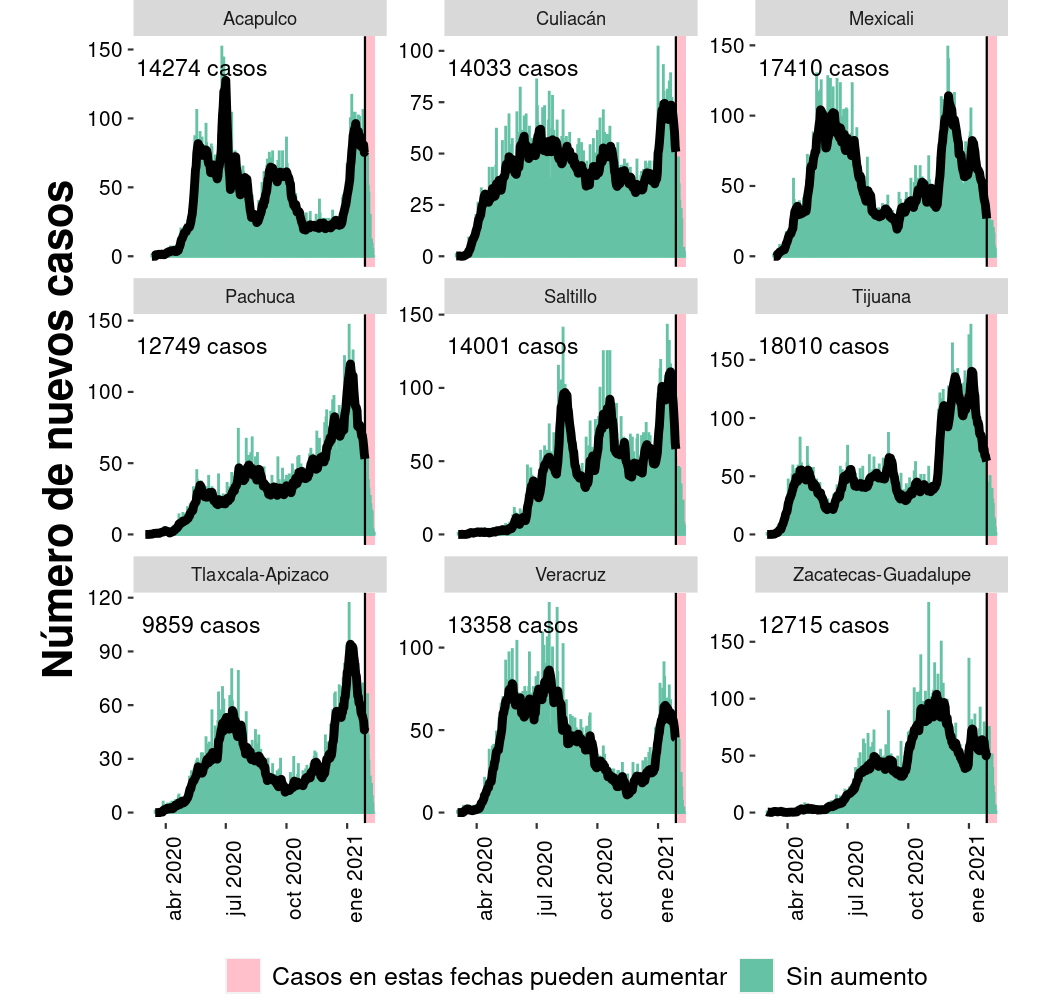 Número de nuevos casos
Acapulco
Culiacán
Mexicali
14274 casos
14033 casos
17410 casos
150
100
50
0
100
75
50
25
0
150
100
50
0
Pachuca
Saltillo
Tijuana
12749 casos
14001 casos
18010 casos
150
100
50
0
150
100
50
0
150
100
50
0
Tlaxcala-Apizaco
Veracruz
Zacatecas-Guadalupe
9859 casos
13358 casos
12715 casos
120
90
60
30
0
100
50
0
150
100
50
0
abr 2020
jul 2020
oct 2020
ene 2021
abr 2020
jul 2020
oct 2020
ene 2021
abr 2020
jul 2020
oct 2020
ene 2021
Casos en estas fechas pueden aumentar
Sin aumento